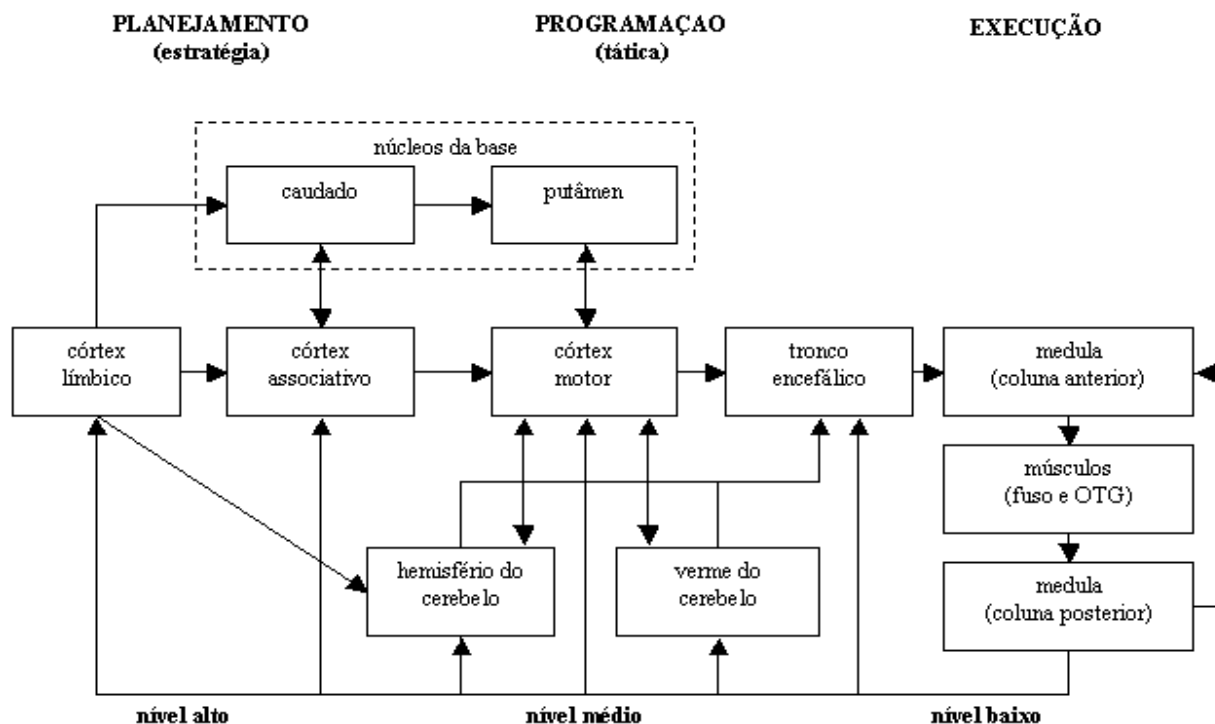 PLANEJAMENTO
(estratégia)
PROGRAMAÇAO
(tática)
EXECUÇÃO
núcleos da base
caudado
putâmen
córtex
límbico
córtex
associativo
córtex
motor
tronco
encefálico
medula
(coluna anterior)
músculos
(fuso e OTG)
hemisfério do
cerebelo
verme do
cerebelo
medula
(coluna posterior)
nível alto
nível médio
nível baixo